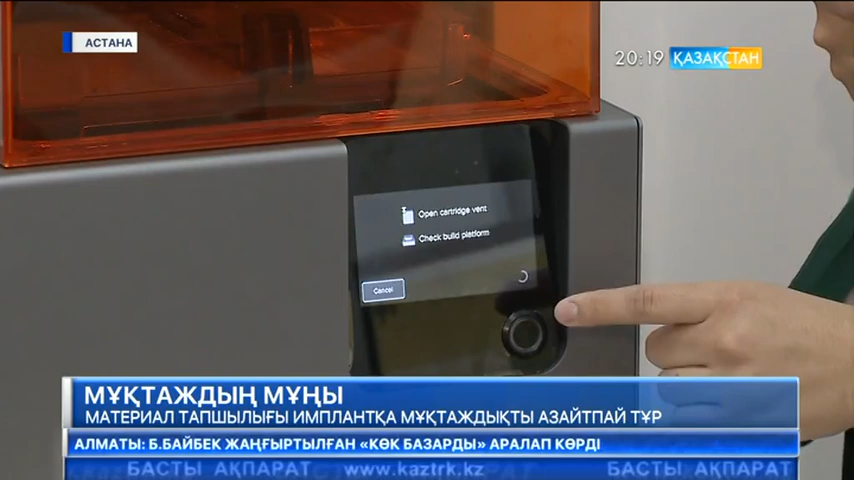 АСТАНА
20:19 ҚАЗАҚСТАН
Open cartridge vent
Check build platform
Cancel
МҰҚТАЖДЫҢ МҰҢЫ
МАТЕРИАЛ ТАПШЫЛЫҒЫ ИМПЛАНТҚА МҰҚТАЖДЫҚТЫ АЗАЙТПАЙ ТҰР
АЛМАТЫ: Б.БАЙБЕК ЖАҢҒЫРТЫЛҒАН «КӨК БАЗАРДЫ» АРАЛАП КӨРДІ
БАСТЫ АҚПАРАТ www.kaztrk.kz БАСТЫ АҚПАРАТ